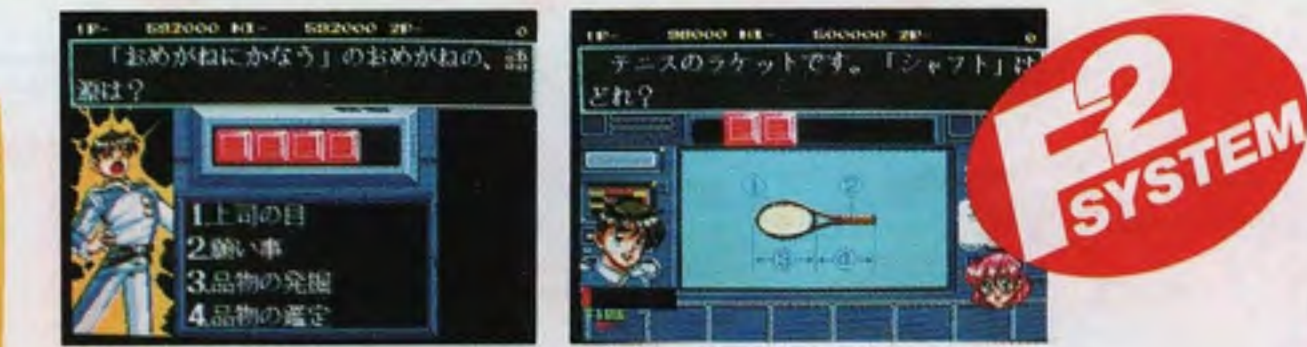 1P- 592000 HI- 592000 2P- 0
「おめがねにかなう」のおめがねの、語
源は?
1.上司の目
2.願い事
3.品物の発掘
4.品物の鑑定
1P- 98000 HI- 500000 2P- 0
テニスのラケットです。「シャフト」は
どれ?
① ②
③ ④
F2
SYSTEM